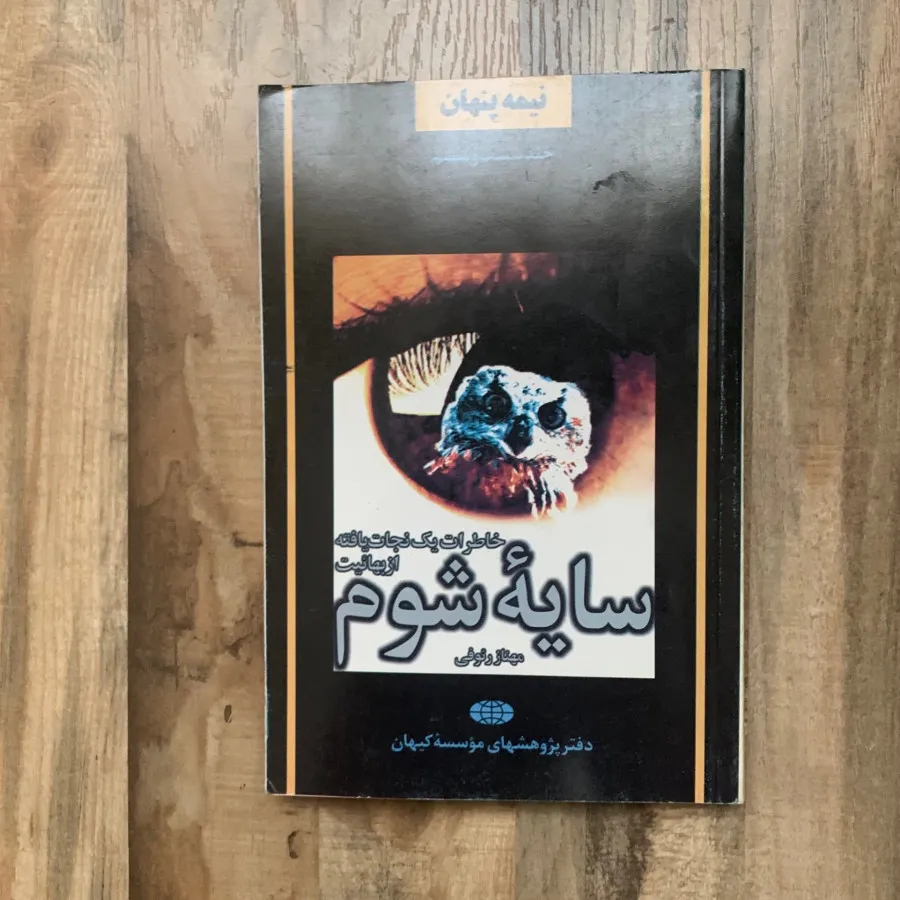 نیمه پنهان
خاطرات یک نجات‌یافته
از بهائیت
سایهٔ شوم
مهناز رئوفی
دفتر پژوهشهای مؤسسهٔ کیهان